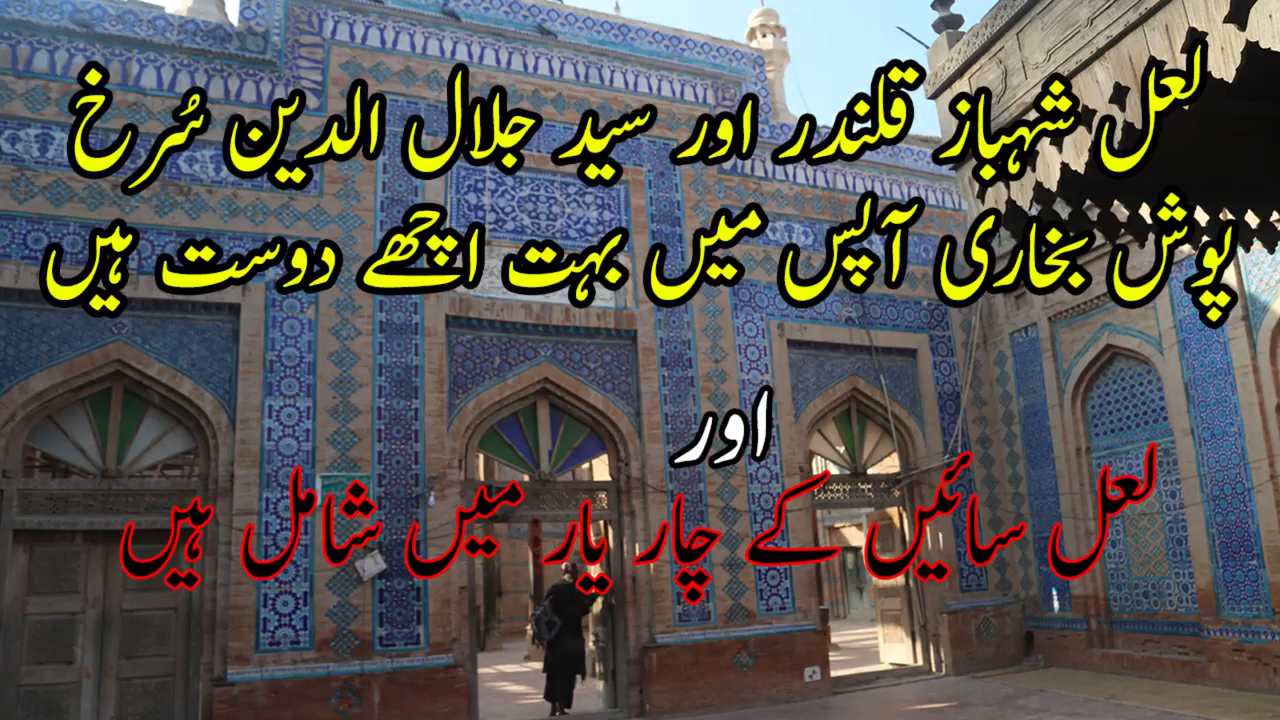 لعل شہباز قلندر اور سید جلال الدین سُرخ
پوش بخاری آپس میں بہت اچھے دوست ہیں
اور
لعل سائیں کے چار یار میں شامل ہیں